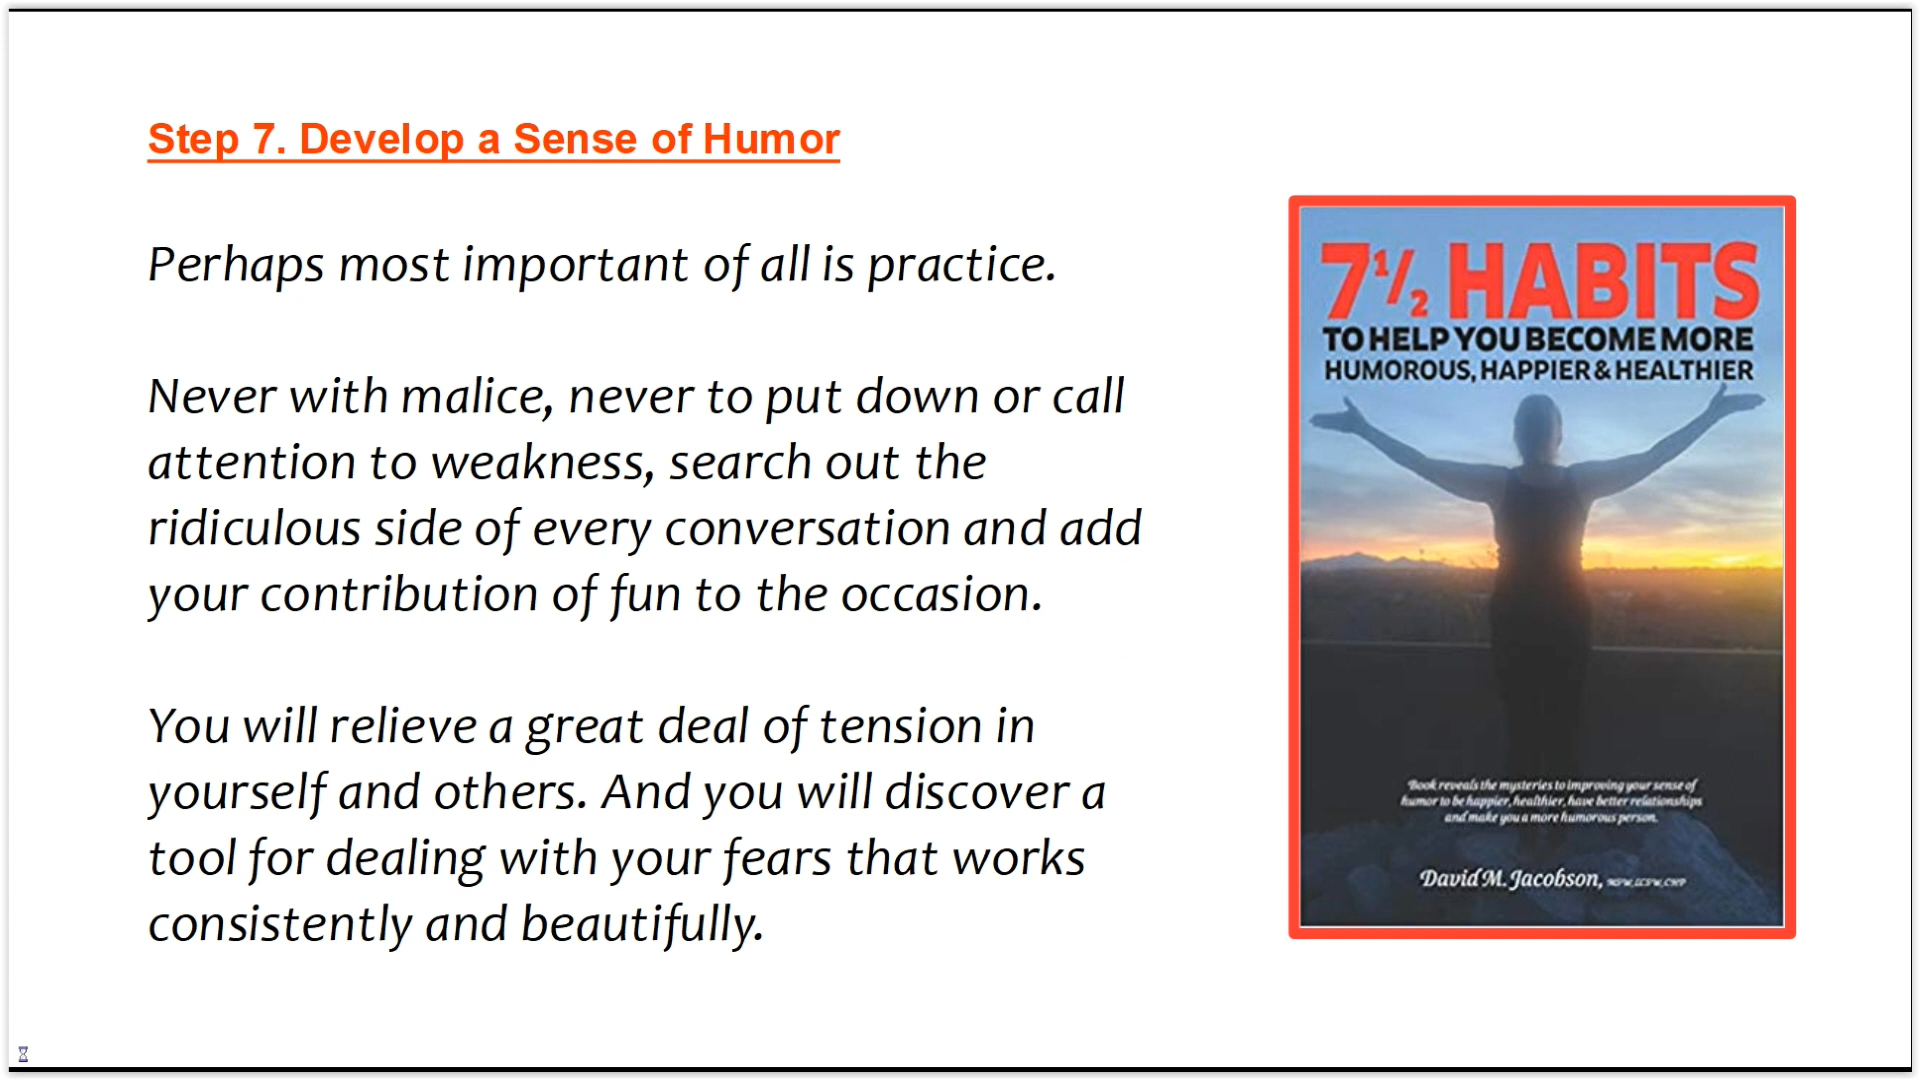 Step 7. Develop a Sense of Humor
Perhaps most important of all is practice.
Never with malice, never to put down or call
attention to weakness, search out the
ridiculous side of every conversation and add
your contribution of fun to the occasion.
You will relieve a great deal of tension in
yourself and others. And you will discover a
tool for dealing with your fears that works
consistently and beautifully.
7½ HABITS
TO HELP YOU BECOME MORE
HUMOROUS, HAPPIER & HEALTHIER
Book reveals the mysteries to improving your sense of
humor to be happier, healthier, have better relationships
and make you a more humorous person.
David M. Jacobson,